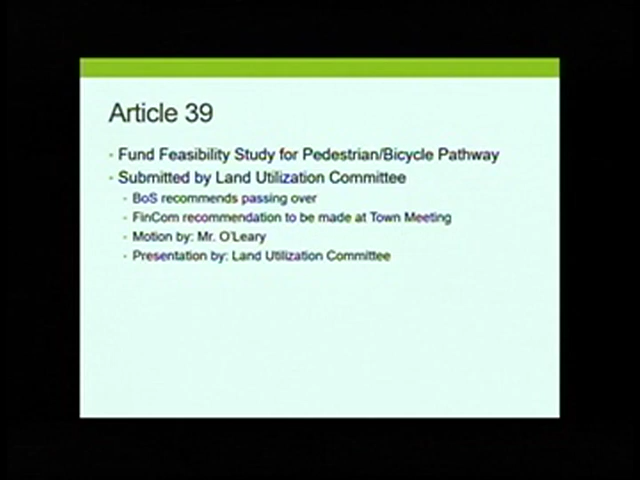 Article 39
Fund Feasibility Study for Pedestrian/Bicycle Pathway
Submitted by Land Utilization Committee
BoS recommends passing over
FinCom recommendation to be made at Town Meeting
Motion by: Mr. O'Leary
Presentation by: Land Utilization Committee